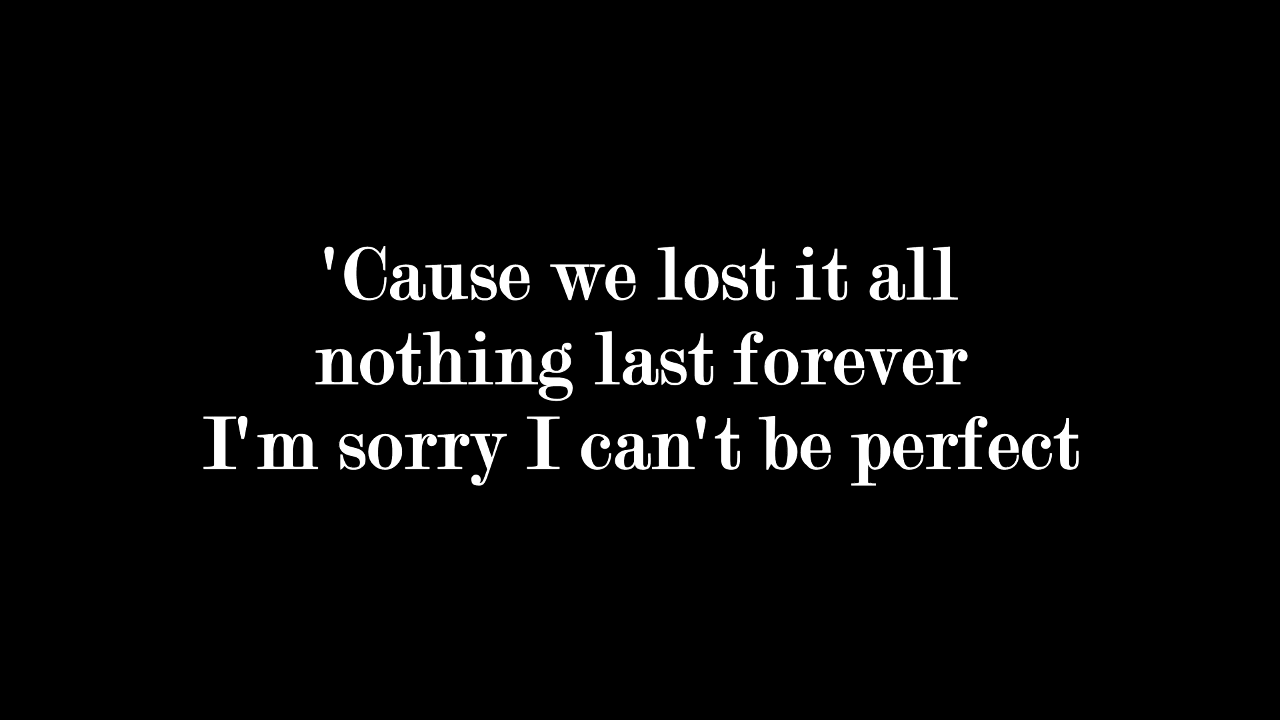 'Cause we lost it all
nothing last forever
I'm sorry I can't be perfect